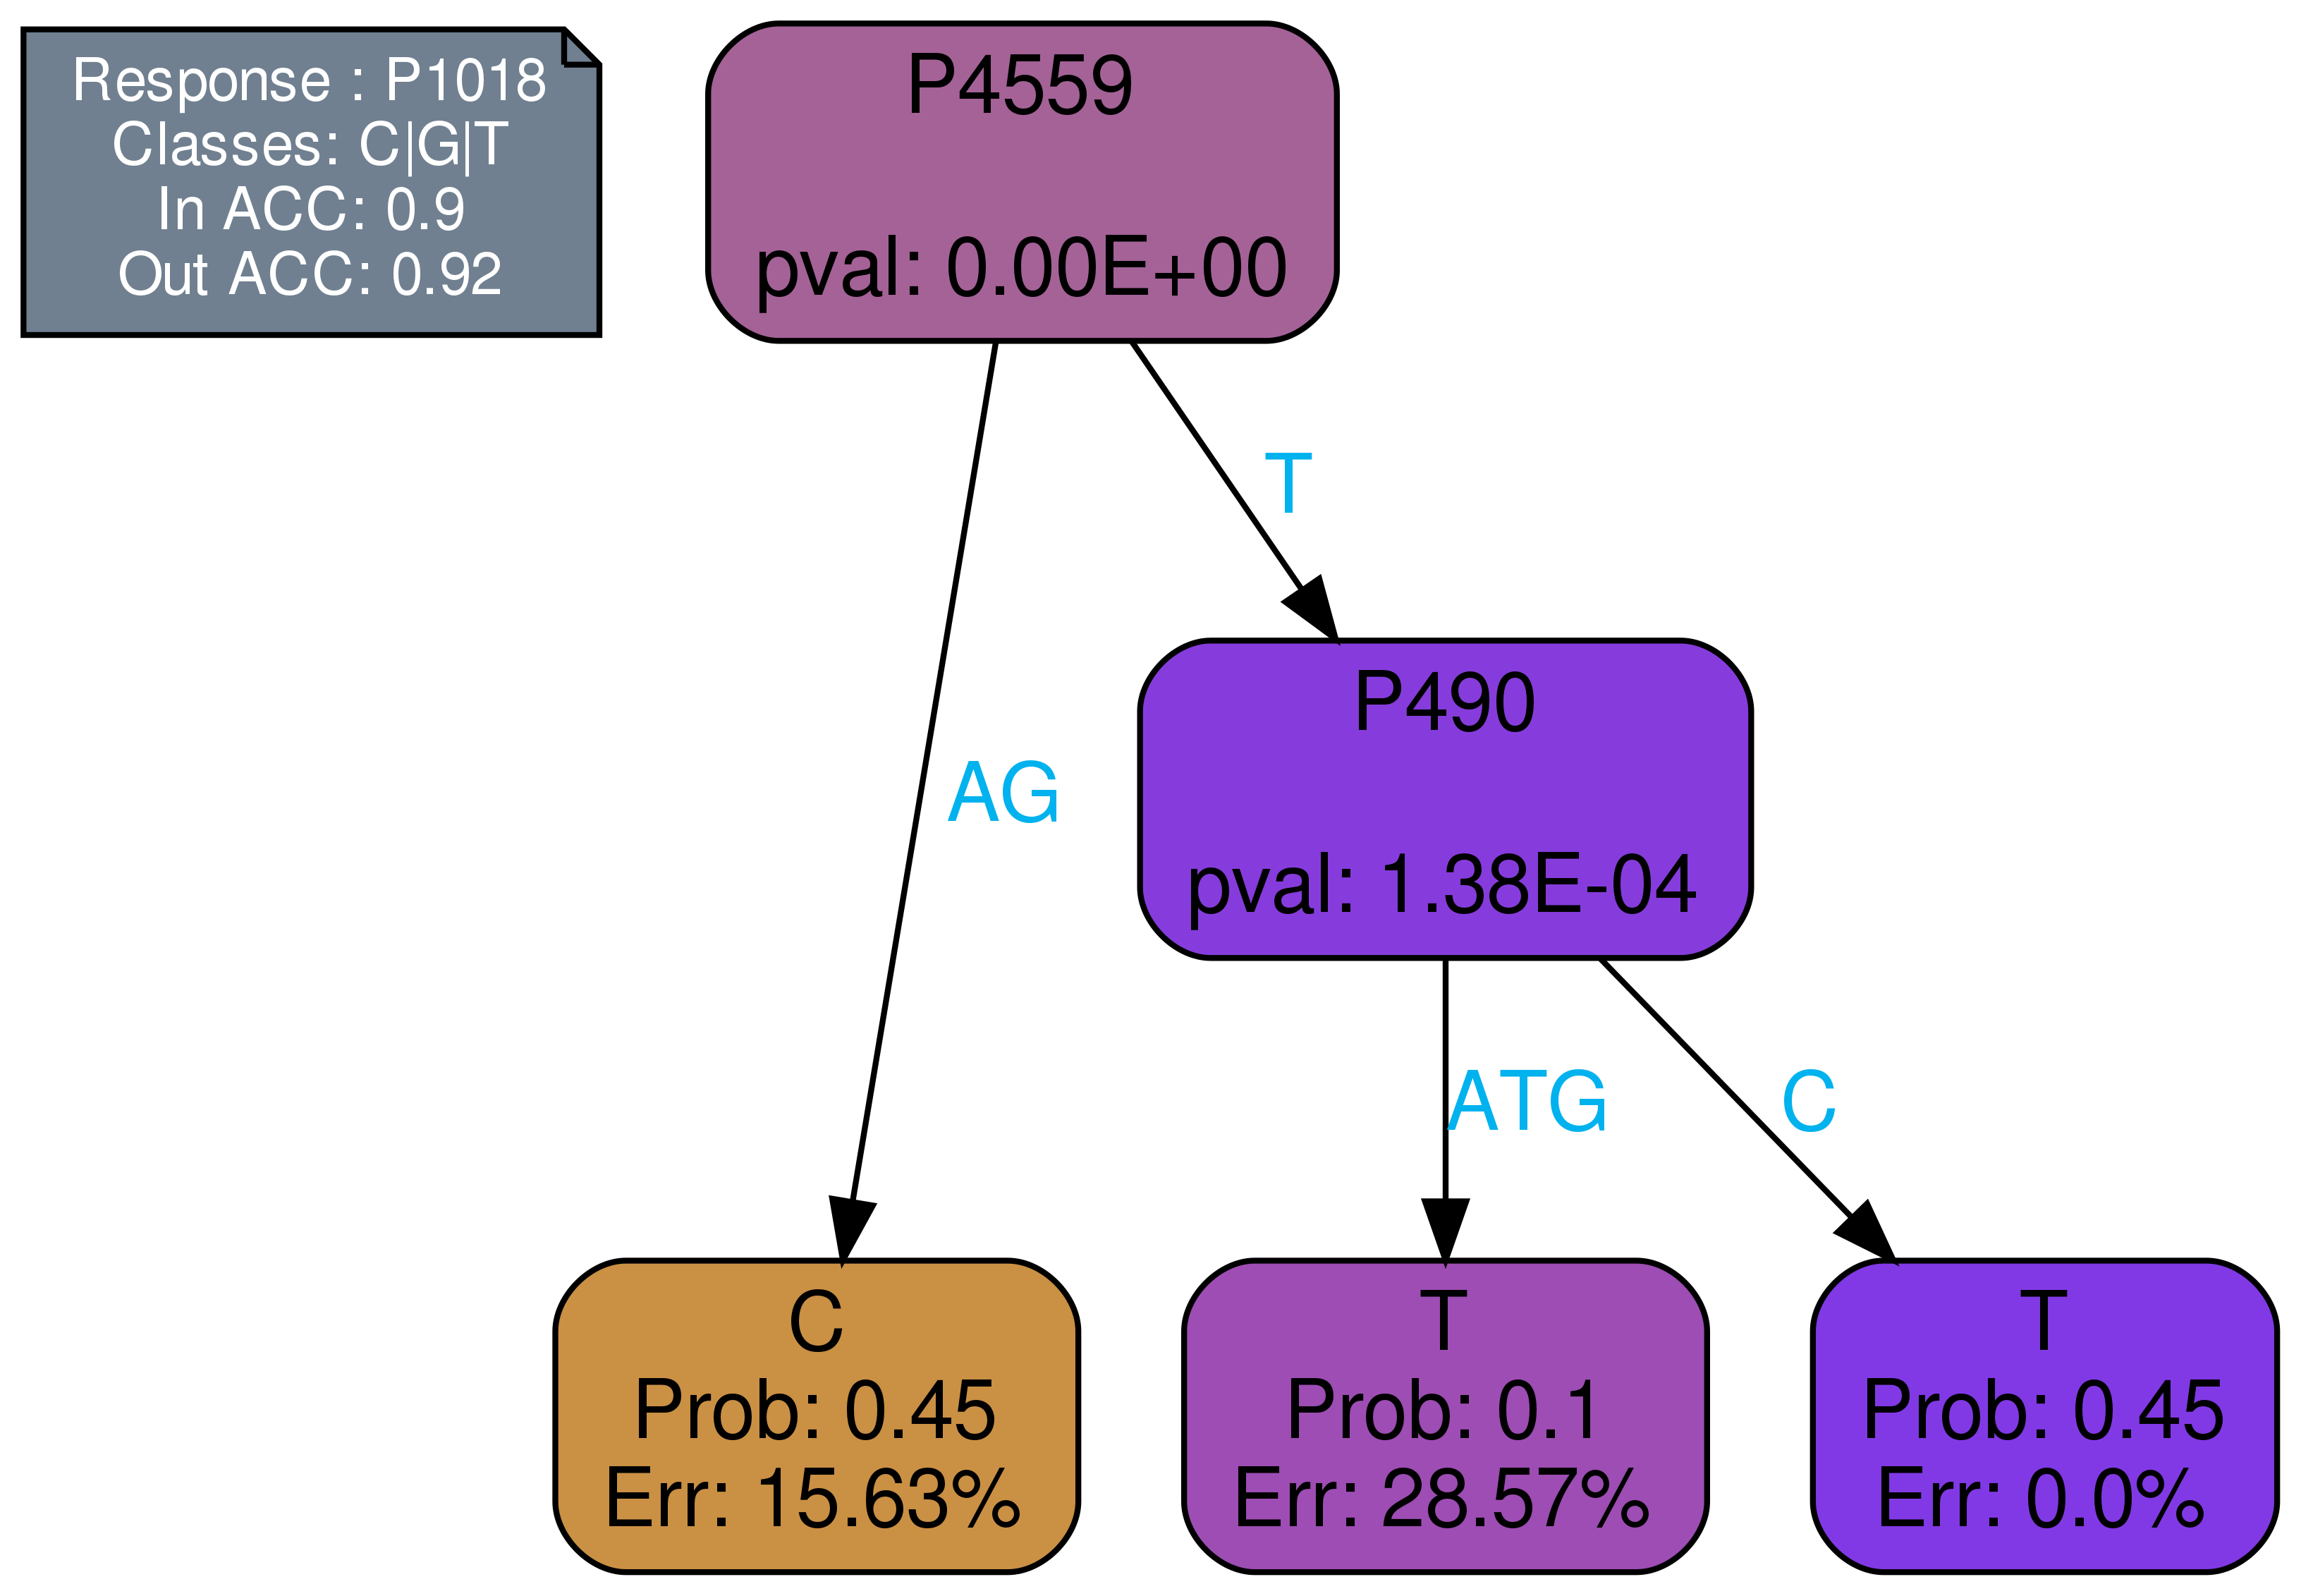 Response : P1018
Classes: C|G|T
In ACC: 0.9
Out ACC: 0.92
P4559
pval: 0.00E+00
T
P490
pval: 1.38E-04
AG
ATG
C
C
Prob: 0.45
Err: 15.63%
T
Prob: 0.1
Err: 28.57%
T
Prob: 0.45
Err: 0.0%